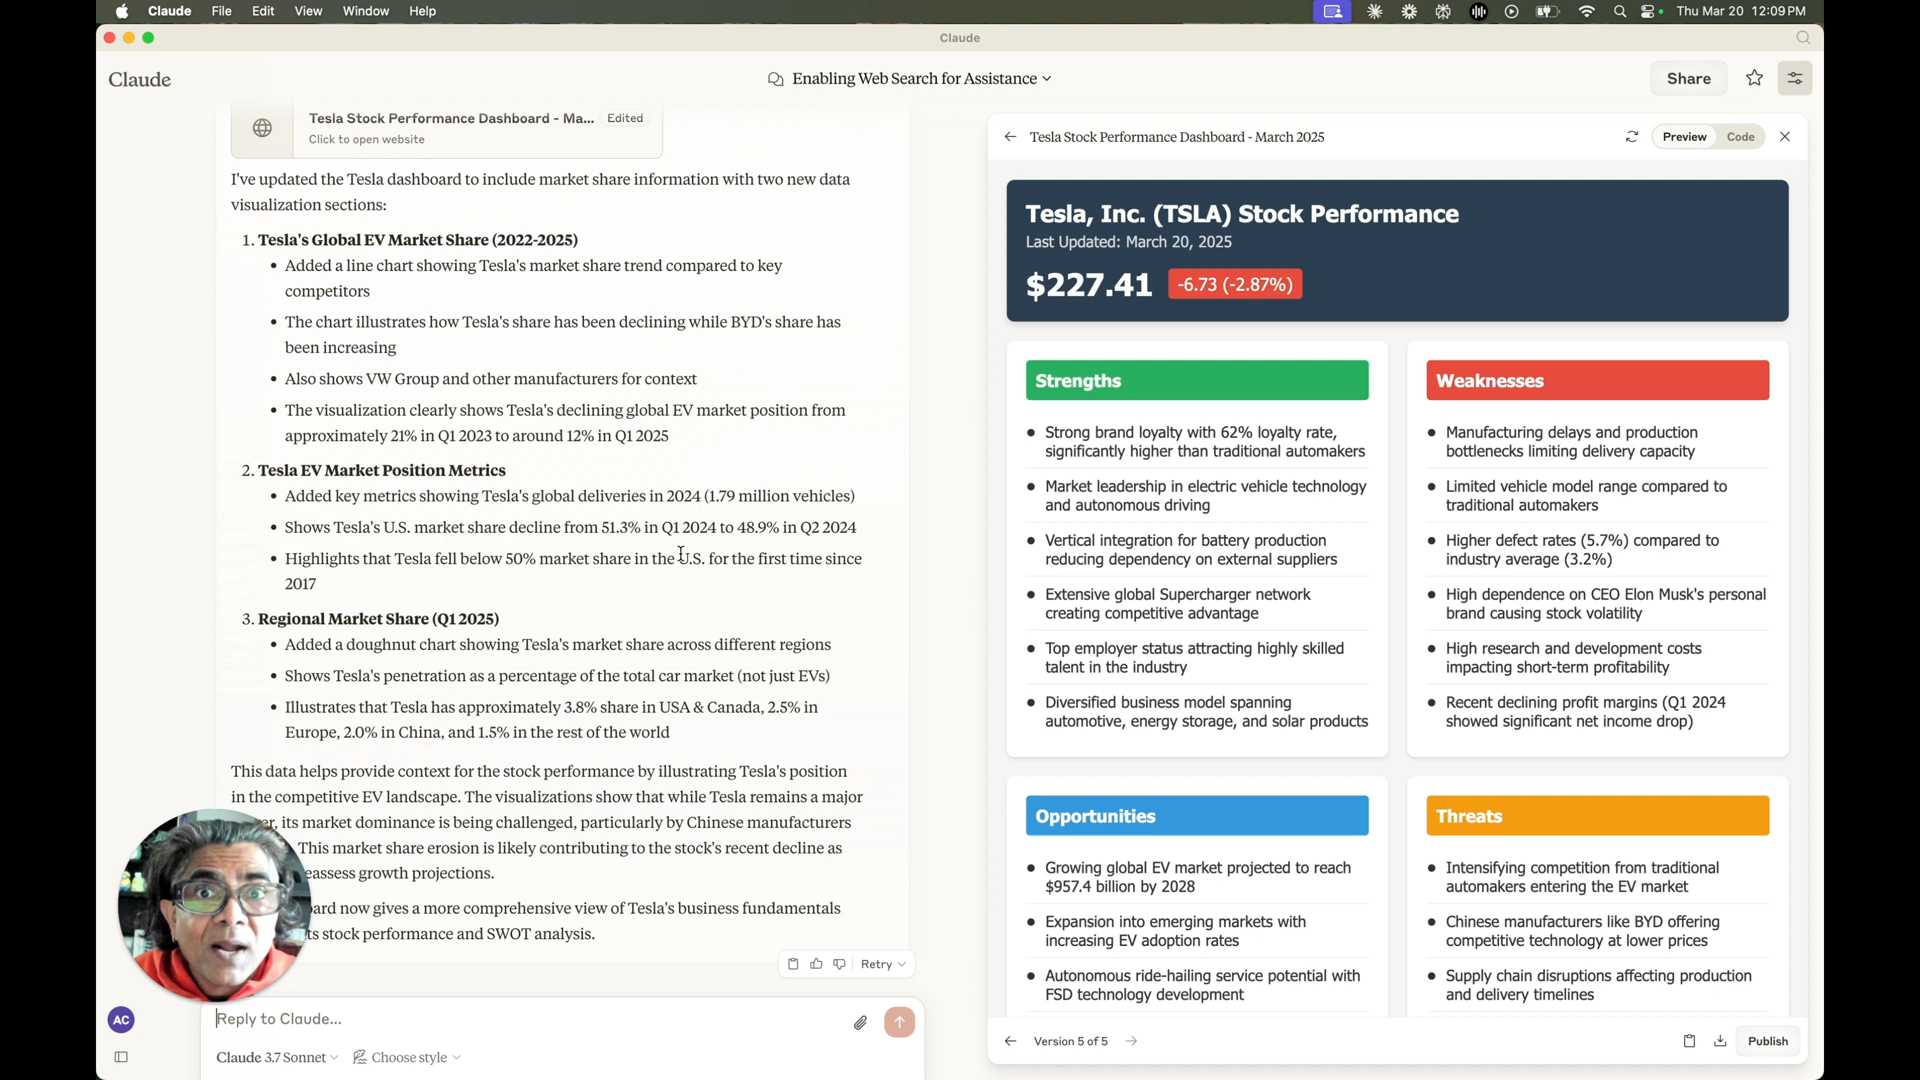 Claude File Edit View Window Help
Thu Mar 20 12:09 PM
Claude
Claude
Enabling Web Search for Assistance
Share
Tesla Stock Performance Dashboard - Ma... Edited
Click to open website
I've updated the Tesla dashboard to include market share information with two new data
visualization sections:
1. Tesla's Global EV Market Share (2022-2025)
• Added a line chart showing Tesla's market share trend compared to key
competitors
• The chart illustrates how Tesla's share has been declining while BYD's share has
been increasing
• Also shows VW Group and other manufacturers for context
• The visualization clearly shows Tesla's declining global EV market position from
approximately 21% in Q1 2023 to around 12% in Q1 2025
2. Tesla EV Market Position Metrics
• Added key metrics showing Tesla's global deliveries in 2024 (1.79 million vehicles)
• Shows Tesla's U.S. market share decline from 51.3% in Q1 2024 to 48.9% in Q2 2024
• Highlights that Tesla fell below 50% market share in the U.S. for the first time since
2017
3. Regional Market Share (Q1 2025)
• Added a doughnut chart showing Tesla's market share across different regions
• Shows Tesla's penetration as a percentage of the total car market (not just EVs)
• Illustrates that Tesla has approximately 3.8% share in USA & Canada, 2.5% in
Europe, 2.0% in China, and 1.5% in the rest of the world
This data helps provide context for the stock performance by illustrating Tesla's position
in the competitive EV landscape. The visualizations show that while Tesla remains a major
its market dominance is being challenged, particularly by Chinese manufacturers
This market share erosion is likely contributing to the stock's recent decline as
eassess growth projections.
ard now gives a more comprehensive view of Tesla's business fundamentals
ts stock performance and SWOT analysis.
Retry
AC
Reply to Claude...
Claude 3.7 Sonnet Choose style
Tesla Stock Performance Dashboard - March 2025
Preview Code
Tesla, Inc. (TSLA) Stock Performance
Last Updated: March 20, 2025
$227.41 -6.73 (-2.87%)
Strengths
• Strong brand loyalty with 62% loyalty rate,
significantly higher than traditional automakers
• Market leadership in electric vehicle technology
and autonomous driving
• Vertical integration for battery production
reducing dependency on external suppliers
• Extensive global Supercharger network
creating competitive advantage
• Top employer status attracting highly skilled
talent in the industry
• Diversified business model spanning
automotive, energy storage, and solar products
Weaknesses
• Manufacturing delays and production
bottlenecks limiting delivery capacity
• Limited vehicle model range compared to
traditional automakers
• Higher defect rates (5.7%) compared to
industry average (3.2%)
• High dependence on CEO Elon Musk's personal
brand causing stock volatility
• High research and development costs
impacting short-term profitability
• Recent declining profit margins (Q1 2024
showed significant net income drop)
Opportunities
• Growing global EV market projected to reach
$957.4 billion by 2028
• Expansion into emerging markets with
increasing EV adoption rates
• Autonomous ride-hailing service potential with
FSD technology development
Threats
• Intensifying competition from traditional
automakers entering the EV market
• Chinese manufacturers like BYD offering
competitive technology at lower prices
• Supply chain disruptions affecting production
and delivery timelines
Version 5 of 5
Publish